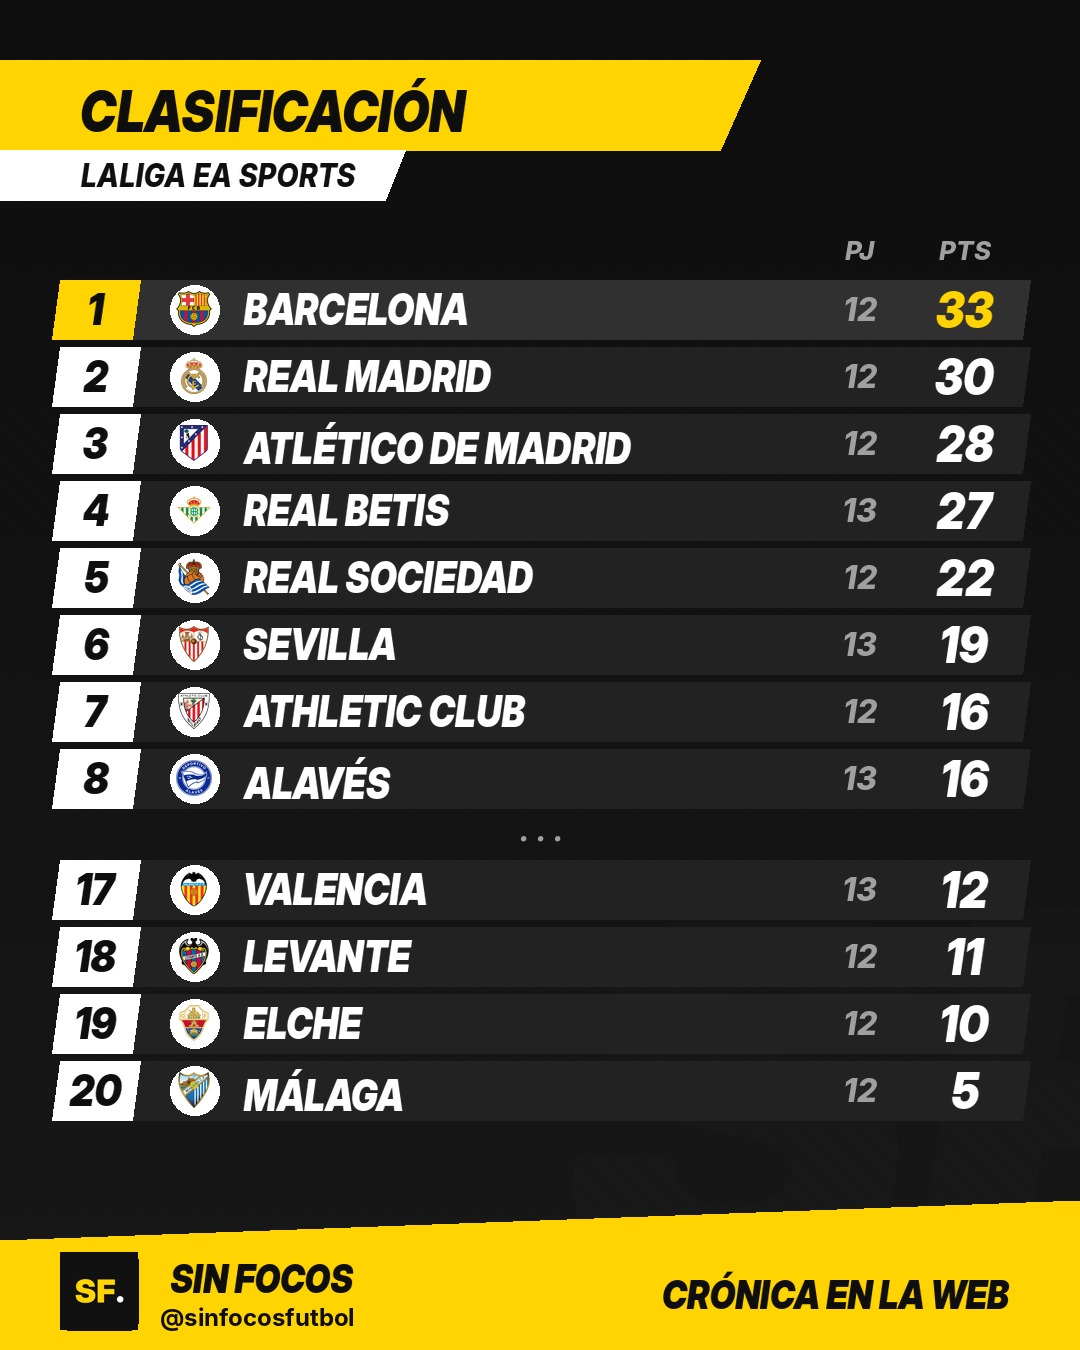 CLASIFICACIÓN
LALIGA EA SPORTS
PJ PTS
1 BARCELONA 12 33
2 REAL MADRID 12 30
3 ATLÉTICO DE MADRID 12 28
4 REAL BETIS 13 27
5 REAL SOCIEDAD 12 22
6 SEVILLA 13 19
7 ATHLETIC CLUB 12 16
8 ALAVÉS 13 16
...
17 VALENCIA 13 12
18 LEVANTE 12 11
19 ELCHE 12 10
20 MÁLAGA 12 5
SF.
SIN FOCOS
@sinfocosfutbol
CRÓNICA EN LA WEB